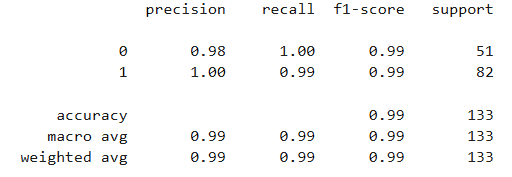 precision recall f1-score support
0 0.98 1.00 0.99 51
1 1.00 0.99 0.99 82
accuracy 0.99 133
macro avg 0.99 0.99 0.99 133
weighted avg 0.99 0.99 0.99 133